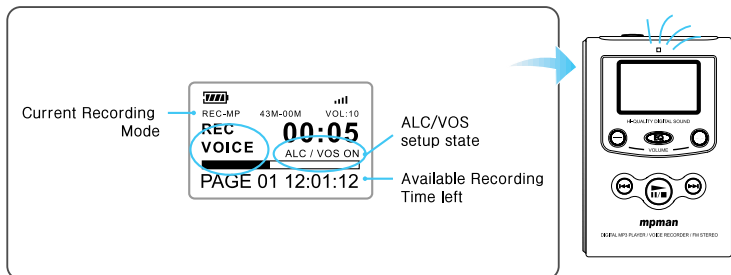 Current Recording
Mode
REC-MP 43M-00M VOL:10
REC 00:05
VOICE ALC / VOS ON
PAGE 01 12:01:12
ALC/VOS
setup state
Available Recording
Time left
HI-QUALITY DIGITAL SOUND
VOLUME
mpman
DIGITAL MP3 PLAYER / VOICE RECORDER / FM STEREO